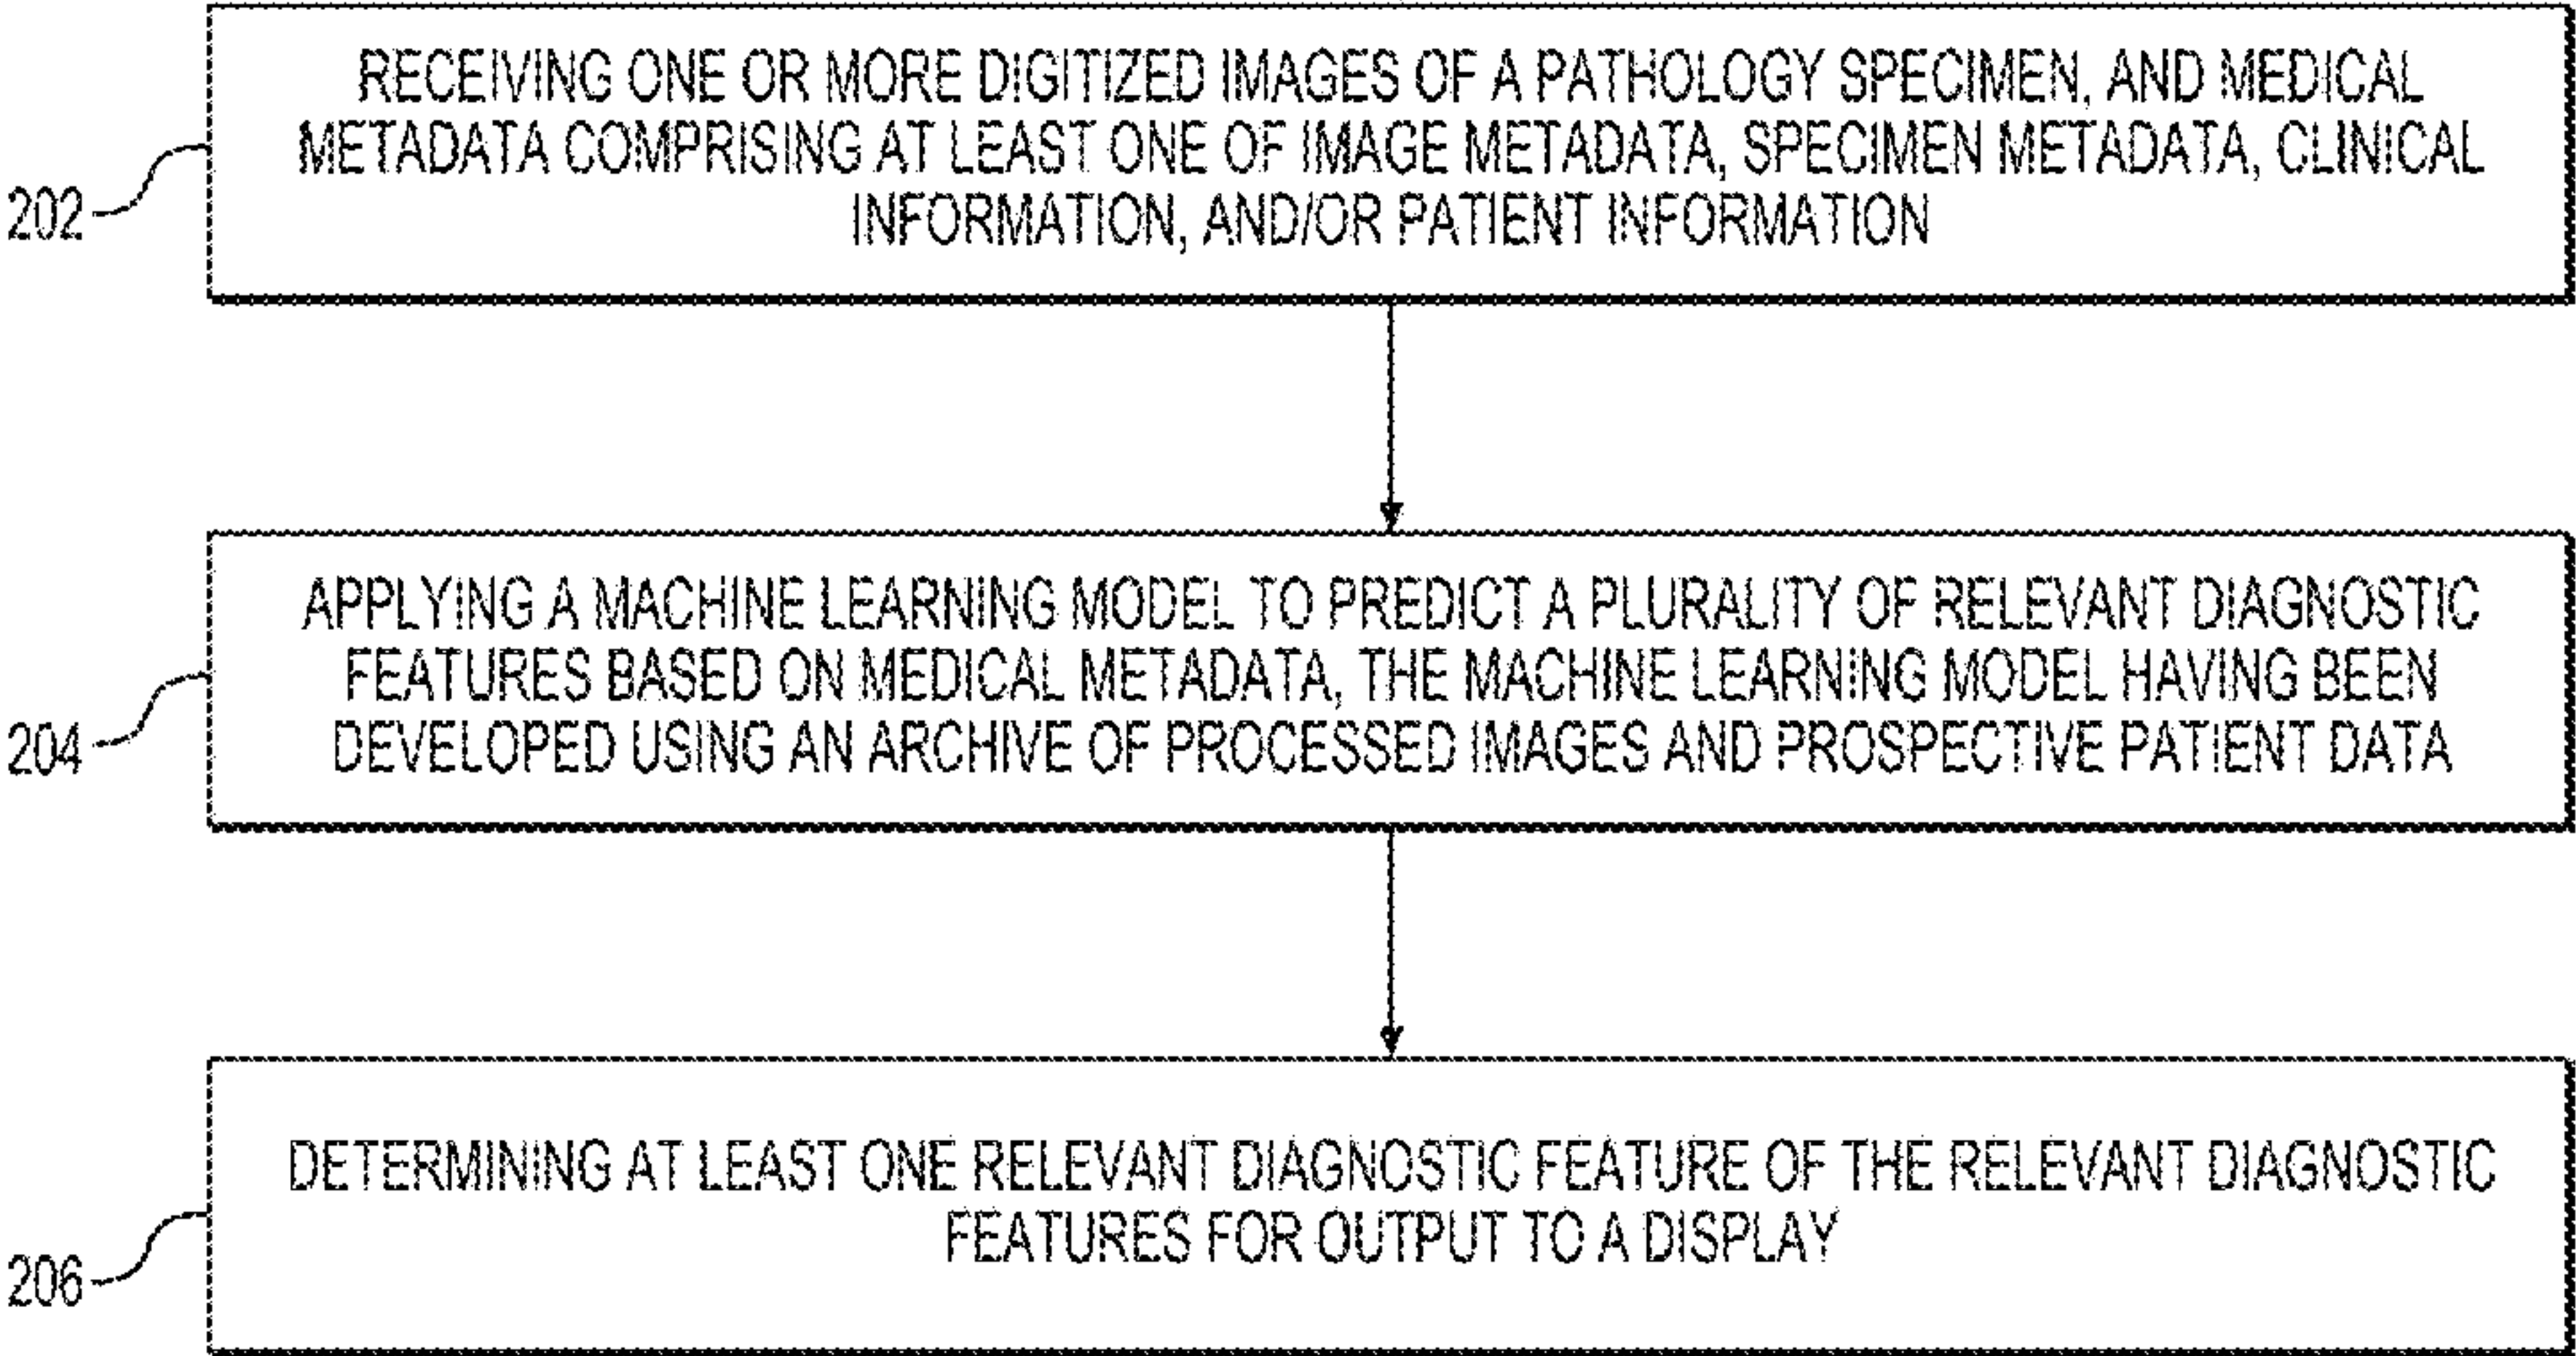 RECEIVING ONE OR MORE DIGITIZED IMAGES OF A PATHOLOGY SPECIMEN, AND MEDICAL
METADATA COMPRISING AT LEAST ONE OF IMAGE METADATA, SPECIMEN METADATA, CLINICAL
INFORMATION, AND/OR PATIENT INFORMATION
202
APPLYING A MACHINE LEARNING MODEL TO PREDICT A PLURALITY OF RELEVANT DIAGNOSTIC
FEATURES BASED ON MEDICAL METADATA, THE MACHINE LEARNING MODEL HAVING BEEN
DEVELOPED USING AN ARCHIVE OF PROCESSED IMAGES AND PROSPECTIVE PATIENT DATA
204
DETERMINING AT LEAST ONE RELEVANT DIAGNOSTIC FEATURE OF THE RELEVANT DIAGNOSTIC
FEATURES FOR OUTPUT TO A DISPLAY
206